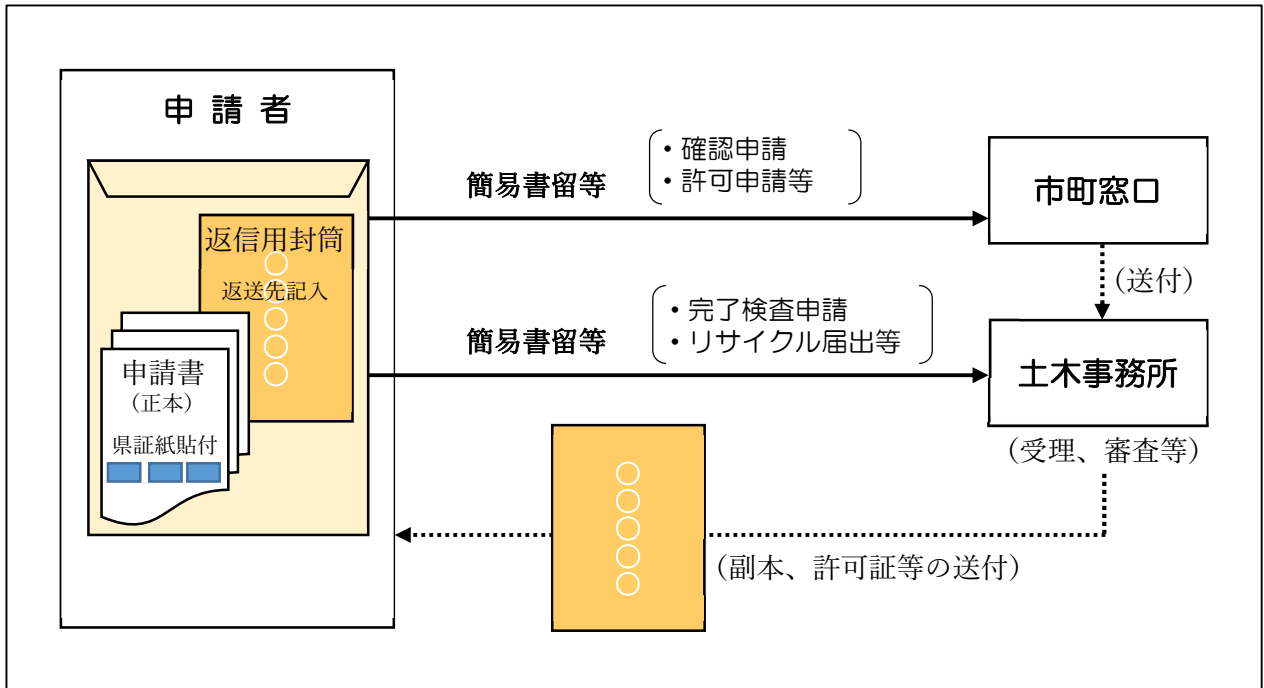 申請者
簡易書留等
・確認申請
・許可申請等
市町窓口
返信用封筒
返送先記入
○○○○○
(送付)
簡易書留等
・完了検査申請
・リサイクル届出等
土木事務所
申請書
(正本)
県証紙貼付
(受理、審査等)
○○○○○
(副本、許可証等の送付)